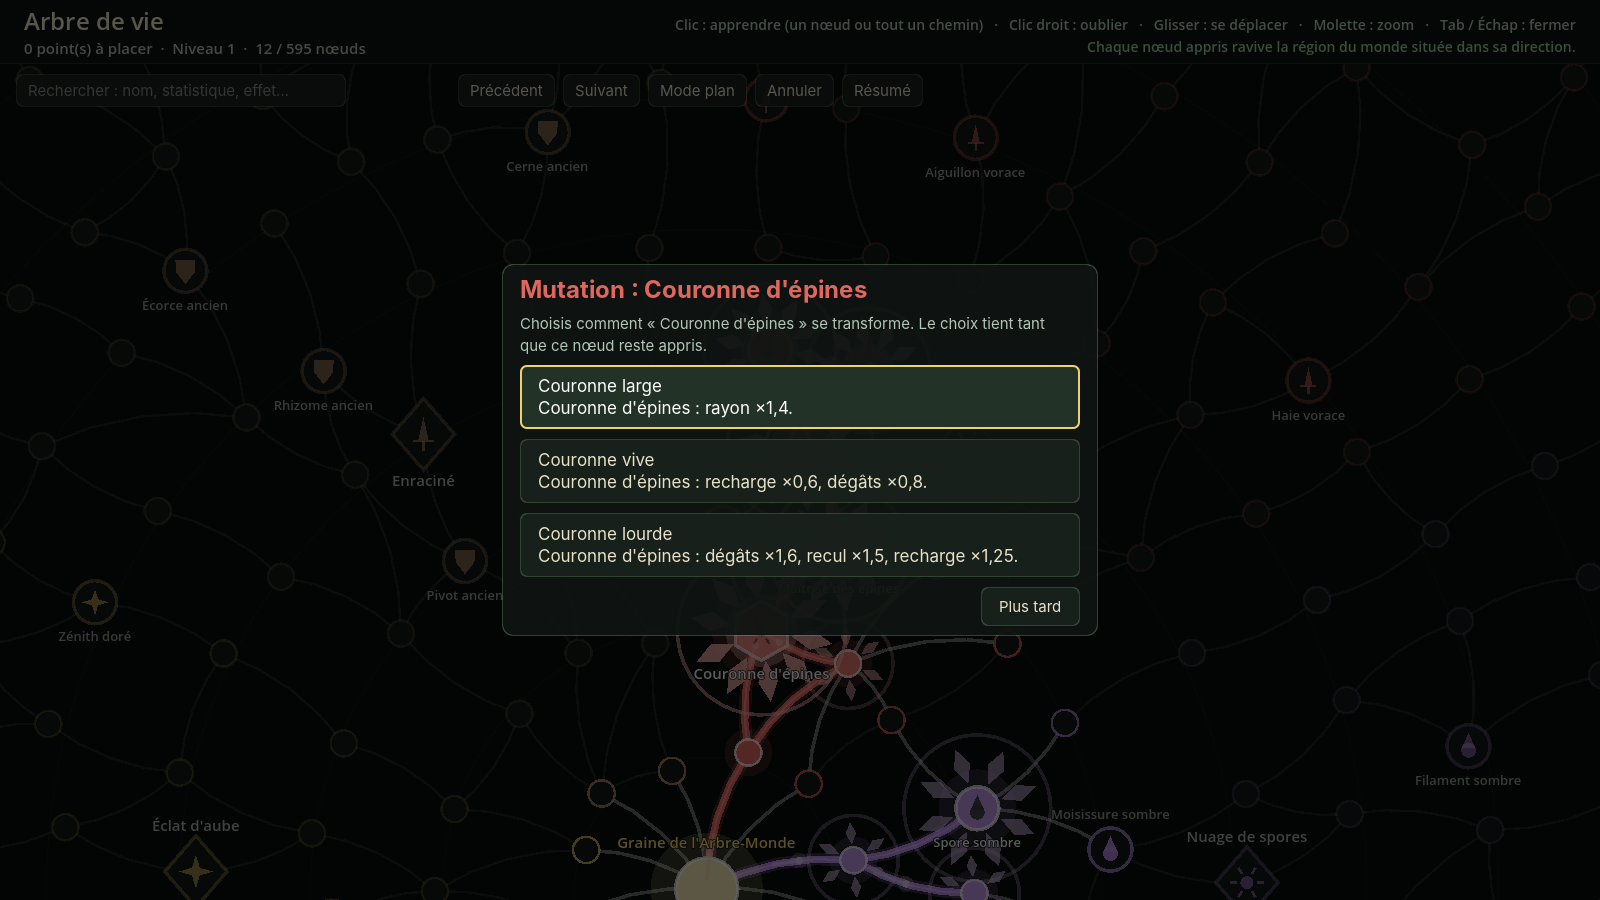 Arbre de vie
0 point(s) à placer · Niveau 1 · 12 / 595 nœuds
Clic : apprendre (un nœud ou tout un chemin) · Clic droit : oublier · Glisser : se déplacer · Molette : zoom · Tab / Échap : fermer
Chaque nœud appris ravive la région du monde située dans sa direction.
Rechercher : nom, statistique, effet...
Précédent
Suivant
Mode plan
Annuler
Résumé
Cerne ancien
Aiguillon vorace
Écorce ancien
Rhizome ancien
Haie vorace
Enraciné
Pivot ancien
Zénith doré
Mutation : Couronne d'épines
Choisis comment « Couronne d'épines » se transforme. Le choix tient tant
que ce nœud reste appris.
Couronne large
Couronne d'épines : rayon ×1,4.
Couronne vive
Couronne d'épines : recharge ×0,6, dégâts ×0,8.
Couronne lourde
Couronne d'épines : dégâts ×1,6, recul ×1,5, recharge ×1,25.
Plus tard
Couronne d'épines
Filament sombre
Éclat d'aube
Graine de l'Arbre-Monde
Spore sombre
Moisissure sombre
Nuage de spores